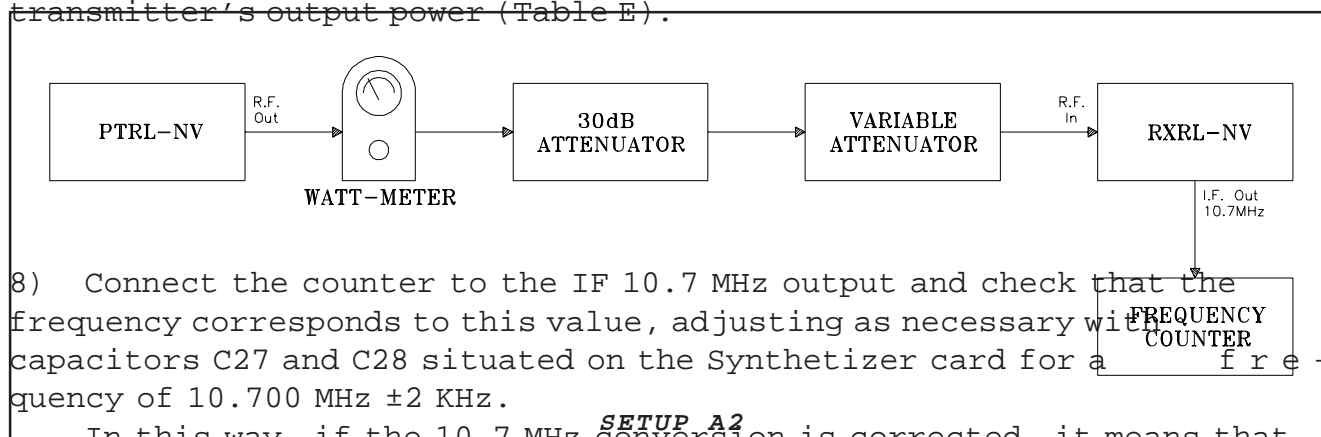 transmitter's output power (Table E).
R.F.
Out
R.F.
In
PTRL-NV
30dB
ATTENUATOR
VARIABLE
ATTENUATOR
RXRL-NV
WATT-METER
I.F. Out
10.7MHz
8) Connect the counter to the IF 10.7 MHz output and check that the
frequency corresponds to this value, adjusting as necessary with
capacitors C27 and C28 situated on the Synthetizer card for a f r e -
quency of 10.700 MHz ±2 KHz.
FREQUENCY
COUNTER
SETUP A2
In this way, if the 10.7 MHz conversion is corrected, it means that